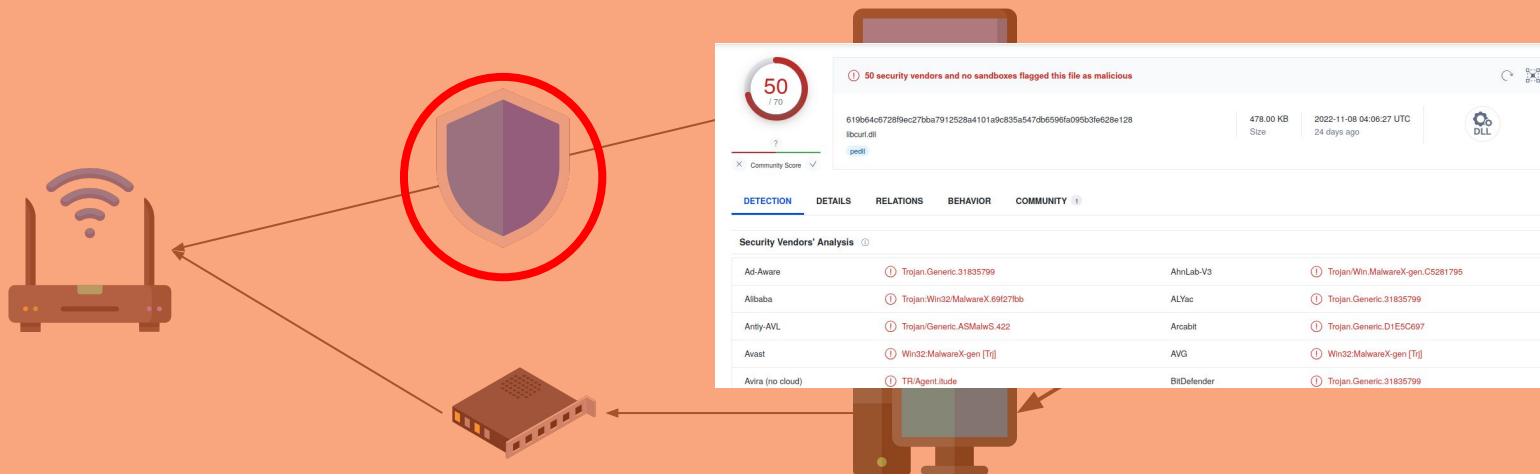 50
/ 70
?
Community Score
50 security vendors and no sandboxes flagged this file as malicious
619b64c6728f9ec27bba7912528a4101a9c835a547db6596fa095b3fe628e128
libcurl.dll
pedll
478.00 KB
Size
2022-11-08 04:06:27 UTC
24 days ago
DLL
DETECTION DETAILS RELATIONS BEHAVIOR COMMUNITY 1
Security Vendors' Analysis
Ad-Aware Trojan.Generic.31835799 AhnLab-V3 Trojan/Win.MalwareX-gen.C5281795
Alibaba Trojan:Win32/MalwareX.69f27fbb ALYac Trojan.Generic.31835799
Antiy-AVL Trojan/Generic.ASMalwS.422 Arcabit Trojan.Generic.D1E5C697
Avast Win32:MalwareX-gen [Trj] AVG Win32:MalwareX-gen [Trj]
Avira (no cloud) TR/Agent.itude BitDefender Trojan.Generic.31835799